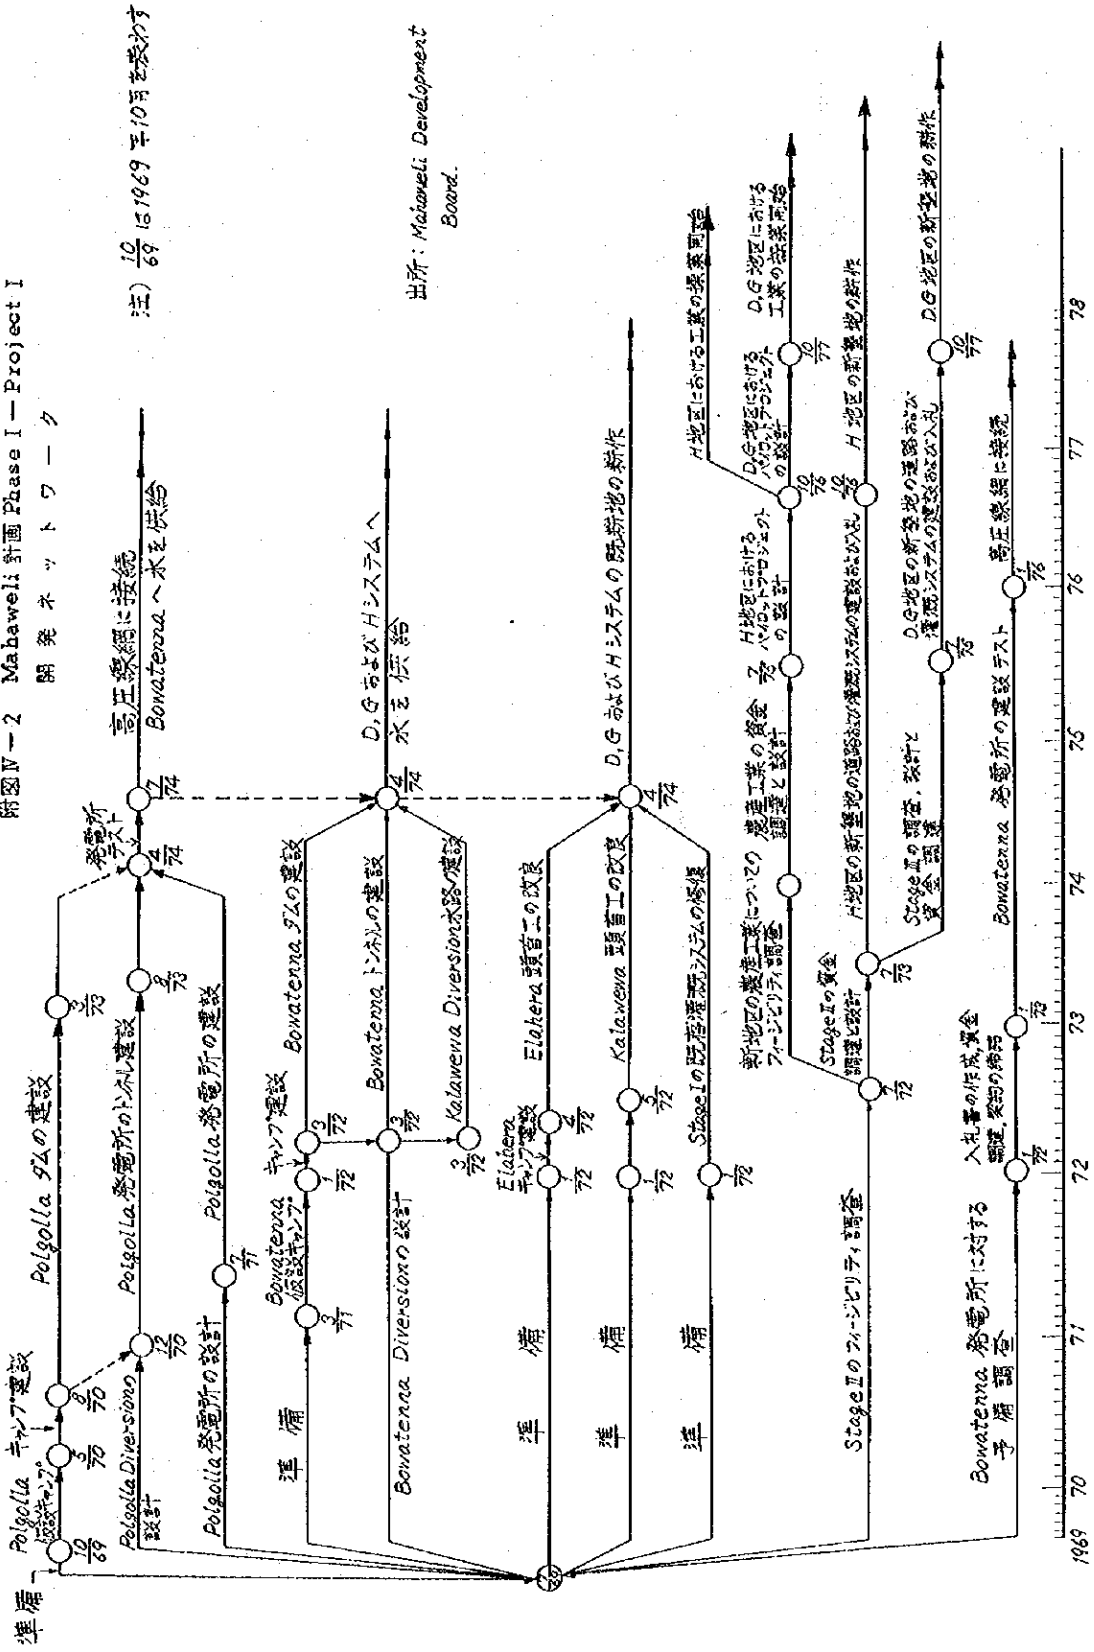 附図Ⅳ－2 Mahaweli 計画 Phase I － Project I
開発ネットワーク
注） 10/69 は1969年10月を表わす
出所：Mahaweli Development
Board.
準備
Polgolla
仮設キャンプ
キャンプ建設
Polgolla ダムの建設
10/69
5/70
8/70
Polgolla Diversionの
設計
12/70
Polgolla 発電所のトンネル建設
発電所
テスト
4/74
7/74
高圧線網に接続
Bowatenna へ水を供給
Polgolla 発電所の設計
7/71
Polgolla 発電所の建設
準備
3/71
Bowatenna
仮設キャンプ
1/72
キャンプ建設
3/72
Bowatenna ダムの建設
Bowatenna Diversionの設計
3/72
Bowatenna トンネルの建設
4/74
D,G および Hシステムへ
水を供給
3/72
Kalawewa Diversion水路の建設
69
準備
Elahera
キャンプ建設
1/72
4/72
Elahera 頭首工の改良
準備
1/72
5/72
Kalawewa 頭首工の改良
4/74
D,G および Hシステムの既耕地の耕作
準備
1/72
Stage Iの既存灌漑システムの修復
新地区の農産工業についての
フィージビリティ調査
農産工業の資金
調達と設計
7/75
H地区における
パイロットプロジェクト
の設計
10/76
H地区における工業の操業開始
D,G地区における
パイロットプロジェクト
の設計
10/77
D,G地区における
工業の操業開始
Stage Ⅱのフィージビリティ調査
72
Stage Ⅱの資金
調達と設計
7/73
H地区の新墾地の道路および灌漑システムの建設および入札
10/76
H地区の新墾地の耕作
Stage Ⅱの調査,設計と
資金調達
7/75
D.G地区の新墾地の道路および
灌漑システムの建設および入札
10/77
D.G地区の新墾地の耕作
Bowatenna 発電所に対する
予備調査
1/72
入札書の作成,資金
調達,契約の締結
1/73
Bowatenna 発電所の建設テスト
1/76
高圧線網に接続
1969 70 71 72 73 74 75 76 77 78